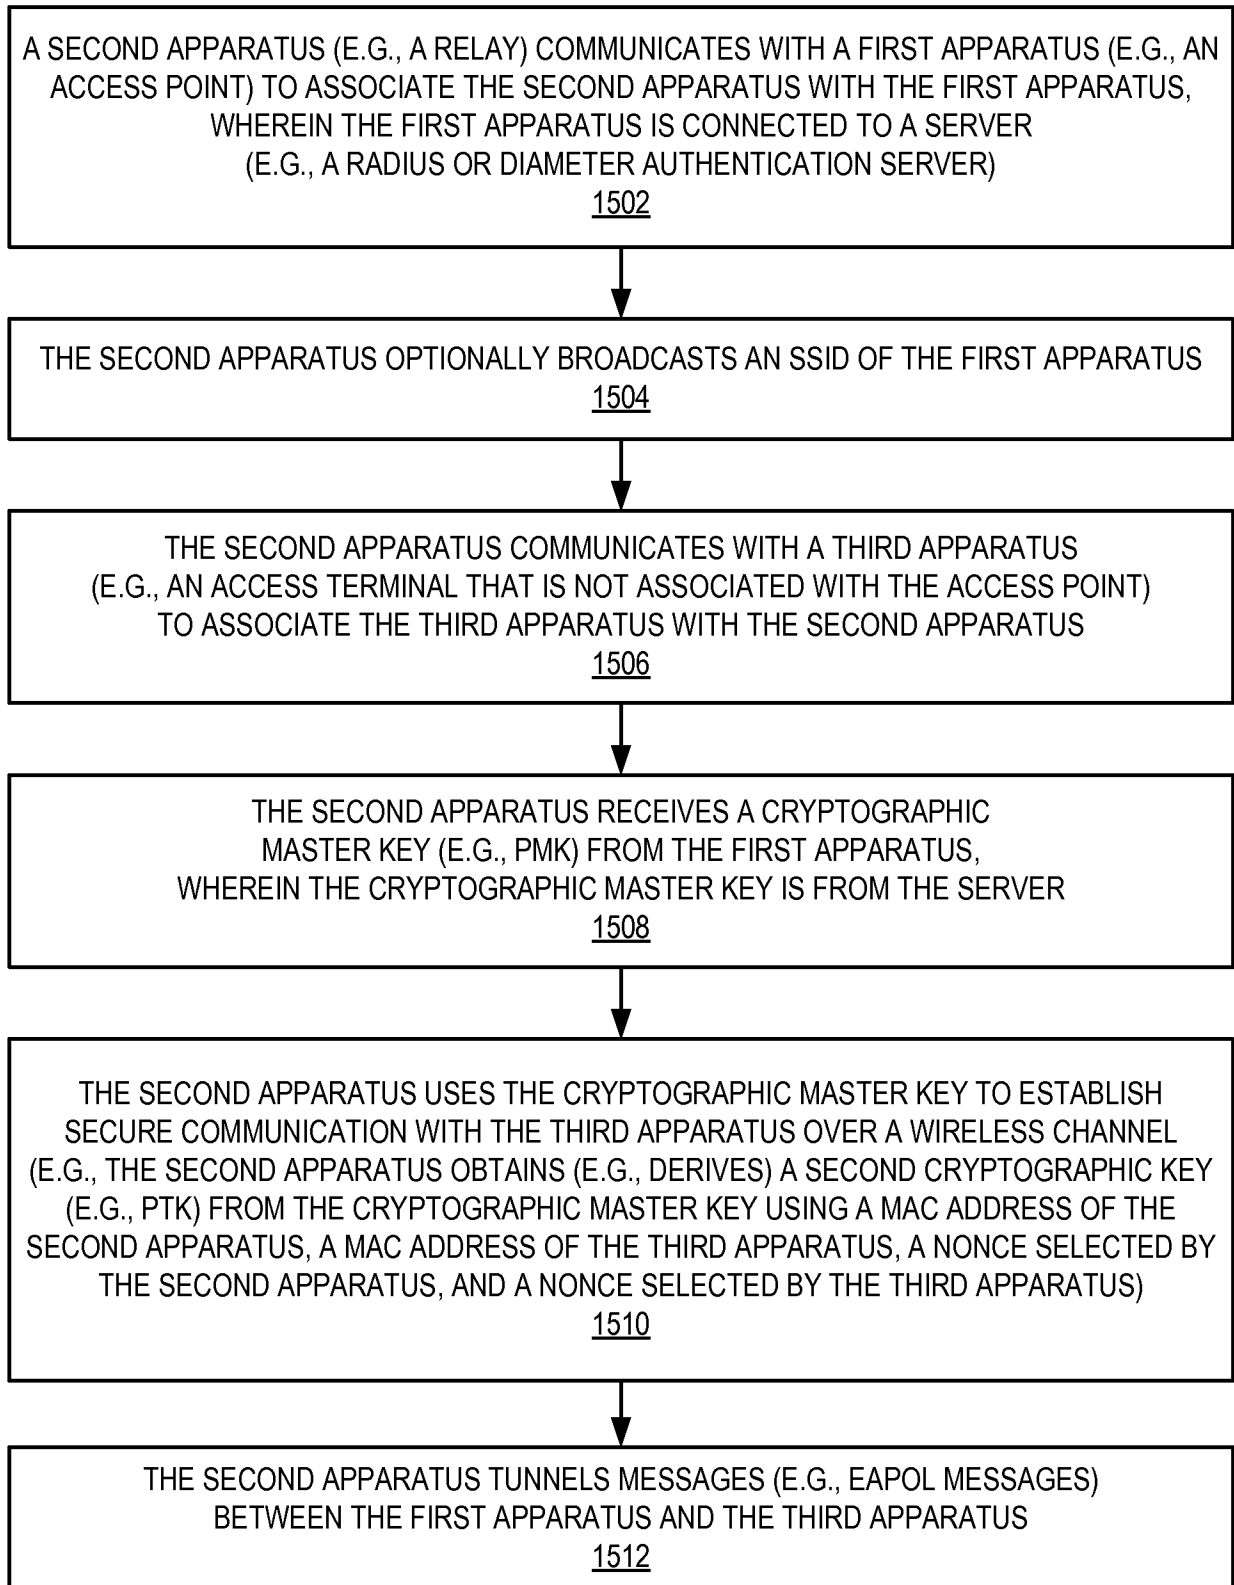 A SECOND APPARATUS (E.G., A RELAY) COMMUNICATES WITH A FIRST APPARATUS (E.G., AN
ACCESS POINT) TO ASSOCIATE THE SECOND APPARATUS WITH THE FIRST APPARATUS,
WHEREIN THE FIRST APPARATUS IS CONNECTED TO A SERVER
(E.G., A RADIUS OR DIAMETER AUTHENTICATION SERVER)
1502
THE SECOND APPARATUS OPTIONALLY BROADCASTS AN SSID OF THE FIRST APPARATUS
1504
THE SECOND APPARATUS COMMUNICATES WITH A THIRD APPARATUS
(E.G., AN ACCESS TERMINAL THAT IS NOT ASSOCIATED WITH THE ACCESS POINT)
TO ASSOCIATE THE THIRD APPARATUS WITH THE SECOND APPARATUS
1506
THE SECOND APPARATUS RECEIVES A CRYPTOGRAPHIC
MASTER KEY (E.G., PMK) FROM THE FIRST APPARATUS,
WHEREIN THE CRYPTOGRAPHIC MASTER KEY IS FROM THE SERVER
1508
THE SECOND APPARATUS USES THE CRYPTOGRAPHIC MASTER KEY TO ESTABLISH
SECURE COMMUNICATION WITH THE THIRD APPARATUS OVER A WIRELESS CHANNEL
(E.G., THE SECOND APPARATUS OBTAINS (E.G., DERIVES) A SECOND CRYPTOGRAPHIC KEY
(E.G., PTK) FROM THE CRYPTOGRAPHIC MASTER KEY USING A MAC ADDRESS OF THE
SECOND APPARATUS, A MAC ADDRESS OF THE THIRD APPARATUS, A NONCE SELECTED BY
THE SECOND APPARATUS, AND A NONCE SELECTED BY THE THIRD APPARATUS)
1510
THE SECOND APPARATUS TUNNELS MESSAGES (E.G., EAPOL MESSAGES)
BETWEEN THE FIRST APPARATUS AND THE THIRD APPARATUS
1512